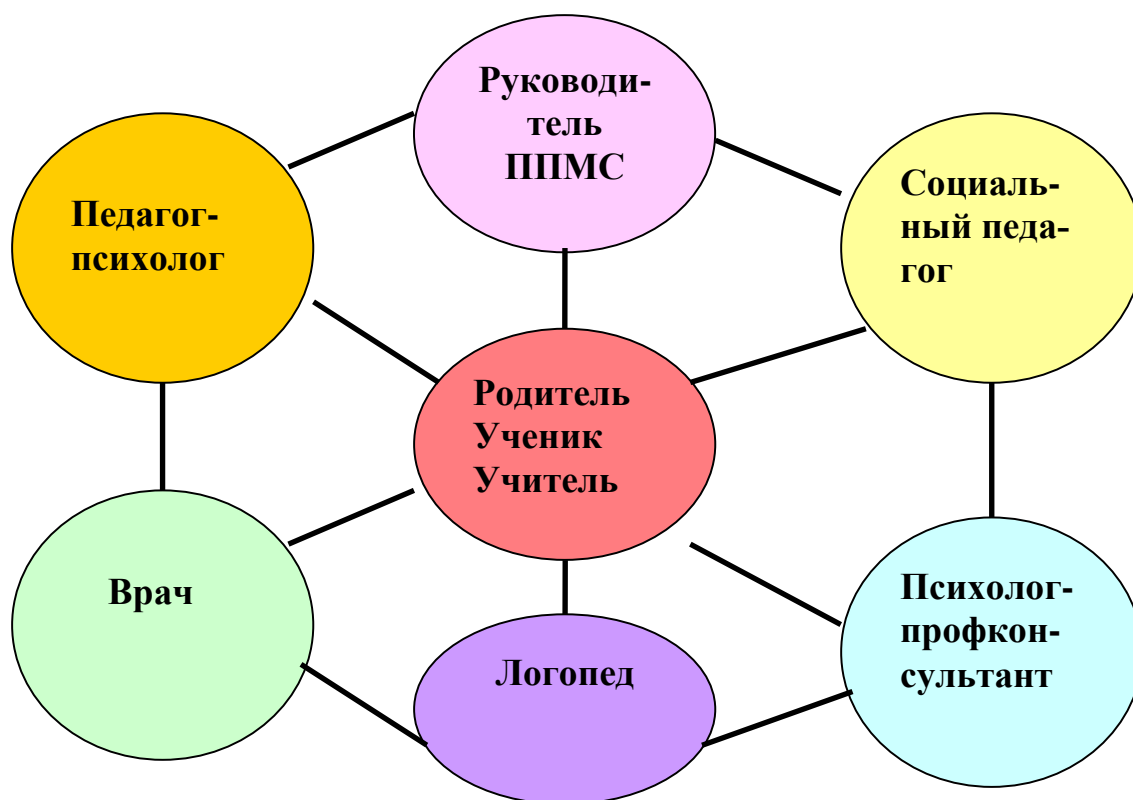 Руководи-
тель
ППМС
Педагог-
психолог
Социаль-
ный педа-
гог
Родитель
Ученик
Учитель
Врач
Логопед
Психолог-
профкон-
сультант